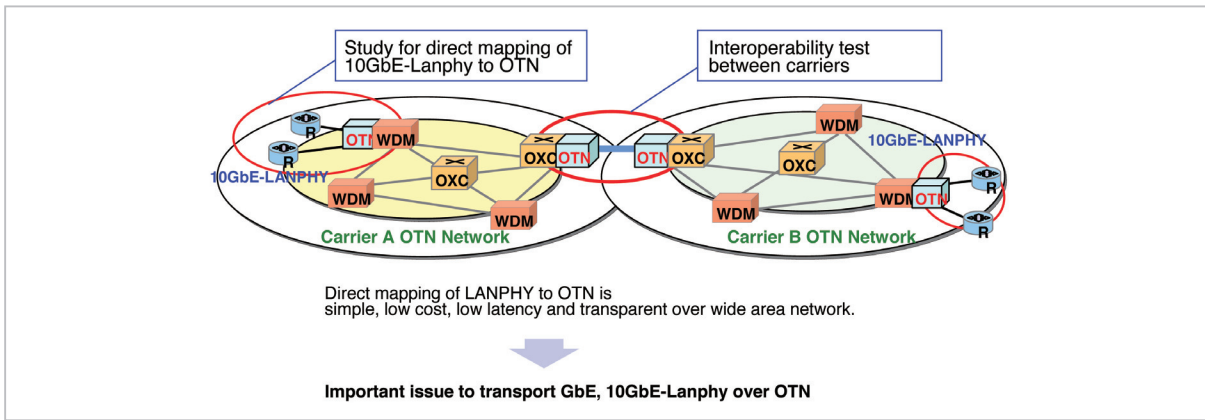 Study for direct mapping of
10GbE-Lanphy to OTN
Interoperability test
between carriers
R
R
10GbE-LANPHY
OTN
WDM
OXC
WDM
WDM
OXC
OTN
OTN
OXC
WDM
OXC
WDM
WDM
OTN
10GbE-LANPHY
R
R
Carrier A OTN Network
Carrier B OTN Network
Direct mapping of LANPHY to OTN is
simple, low cost, low latency and transparent over wide area network.
Important issue to transport GbE, 10GbE-Lanphy over OTN